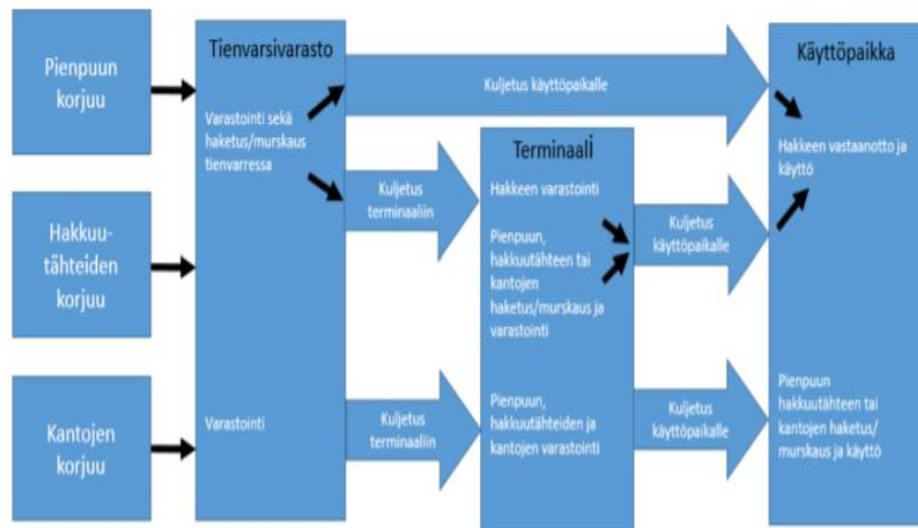 Pienpuun
korjuu
Hakkuu-
tähteiden
korjuu
Kantojen
korjuu
Tienvarsivarasto
Varastointi sekä
haketus/murskaus
tienvarressa
Varastointi
Kuljetus käyttöpaikalle
Kuljetus
terminaaliin
Kuljetus
terminaaliin
Terminaali
Hakkeen varastointi
Pienpuun,
hakkuutähteen tai
kantojen
haketus/murskaus ja
varastointi
Pienpuun,
hakkuutähteiden ja
kantojen varastointi
Kuljetus
käyttöpaikalle
Kuljetus
käyttöpaikalle
Käyttöpaikka
Hakkeen vastaanotto ja
käyttö
Pienpuun
hakkuutähteen tai
kantojen haketus/
murskaus ja käyttö